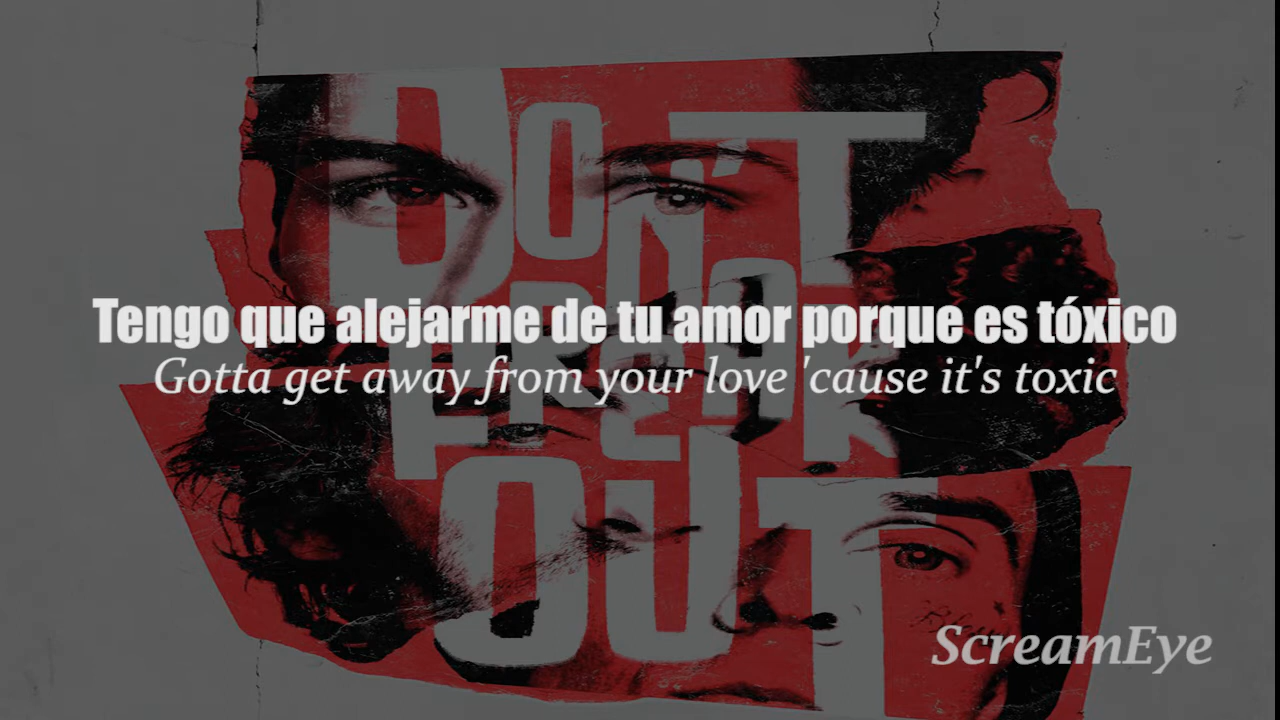 DON'T
FREAK
OUT
Tengo que alejarme de tu amor porque es tóxico
Gotta get away from your love 'cause it's toxic
ScreamEye